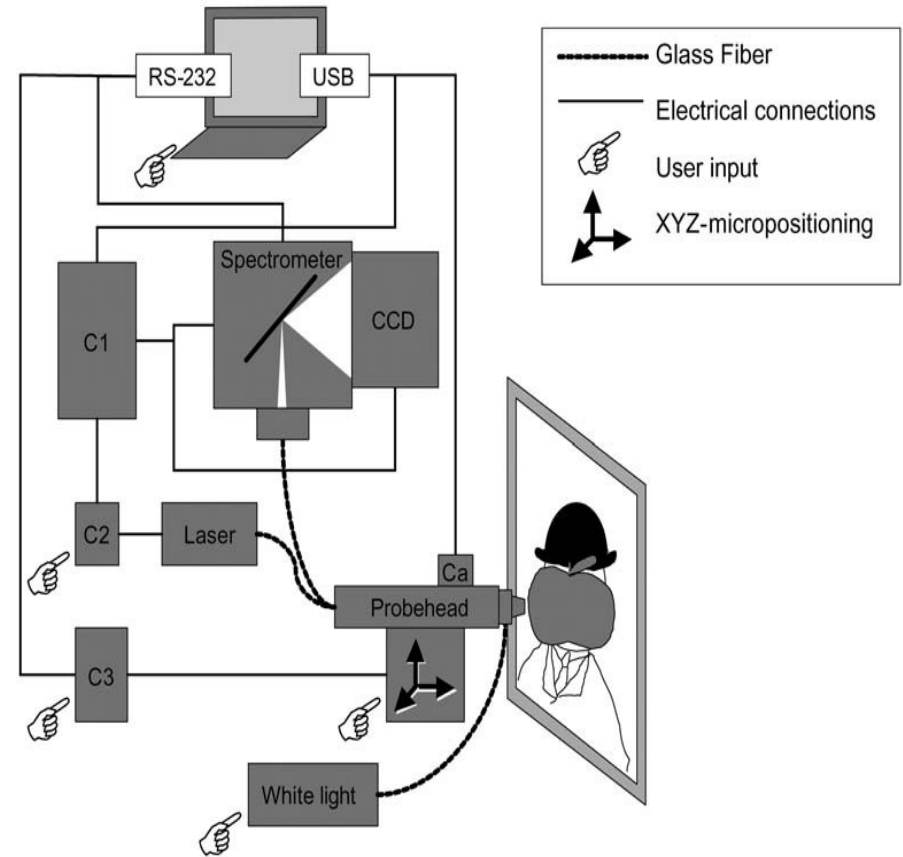 RS-232
USB
Glass Fiber
Electrical connections
User input
XYZ-micropositioning
Spectrometer
CCD
C1
C2
Laser
Ca
Probehead
C3
White light